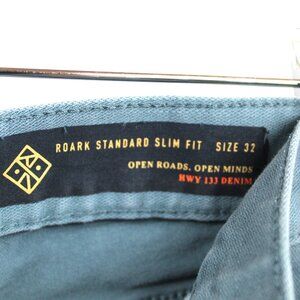 ROARK STANDARD SLIM FIT SIZE 32
OPEN ROADS, OPEN MINDS
HWY 133 DENIM